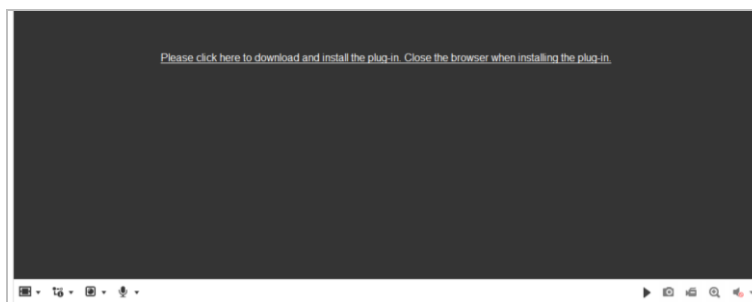 Please click here to download and install the plug-in. Close the browser when installing the plug-in.